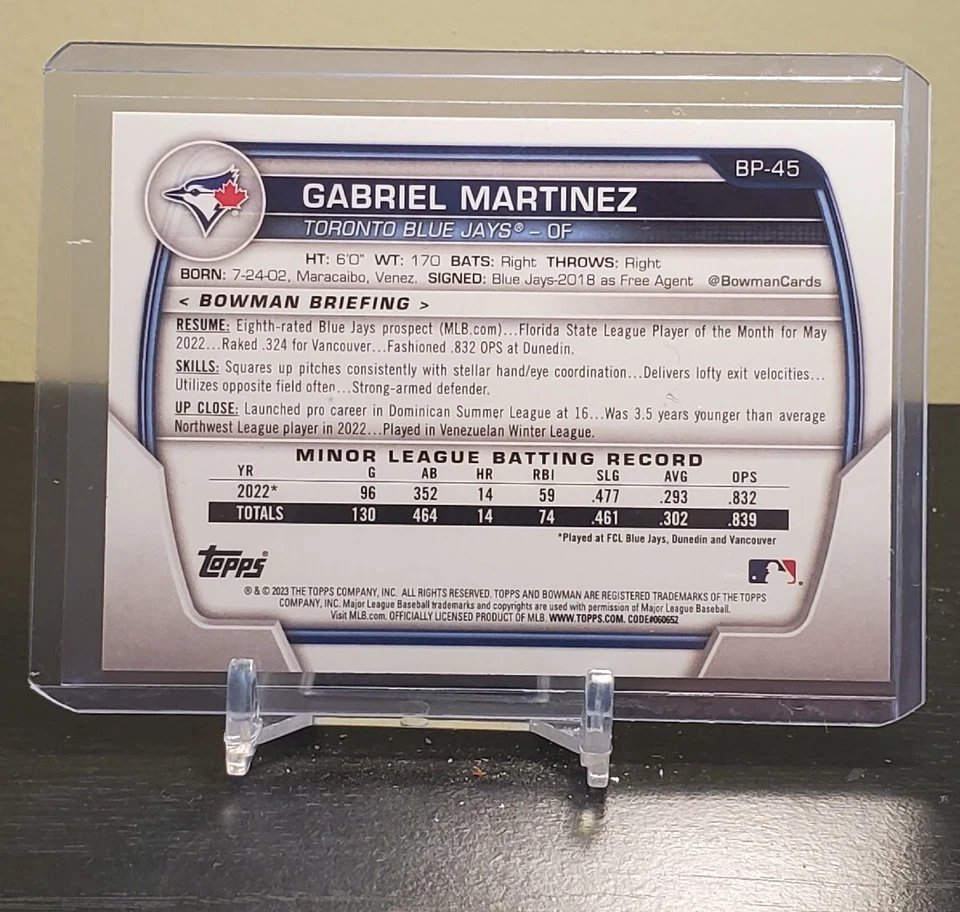 BP-45
GABRIEL MARTINEZ
TORONTO BLUE JAYS® – OF
HT: 6'0" WT: 170 BATS: Right THROWS: Right
BORN: 7-24-02, Maracaibo, Venez. SIGNED: Blue Jays-2018 as Free Agent @BowmanCards
< BOWMAN BRIEFING >
RESUME: Eighth-rated Blue Jays prospect (MLB.com)...Florida State League Player of the Month for May
2022...Raked .324 for Vancouver...Fashioned .832 OPS at Dunedin.
SKILLS: Squares up pitches consistently with stellar hand/eye coordination...Delivers lofty exit velocities...
Utilizes opposite field often...Strong-armed defender.
UP CLOSE: Launched pro career in Dominican Summer League at 16...Was 3.5 years younger than average
Northwest League player in 2022...Played in Venezuelan Winter League.
MINOR LEAGUE BATTING RECORD
YR G AB HR RBI SLG AVG OPS
2022* 96 352 14 59 .477 .293 .832
TOTALS 130 464 14 74 .461 .302 .839
*Played at FCL Blue Jays, Dunedin and Vancouver
Topps®
® & © 2023 THE TOPPS COMPANY, INC. ALL RIGHTS RESERVED. TOPPS AND BOWMAN ARE REGISTERED TRADEMARKS OF THE TOPPS
COMPANY, INC. Major League Baseball trademarks and copyrights are used with permission of Major League Baseball.
Visit MLB.com. OFFICIALLY LICENSED PRODUCT OF MLB. WWW.TOPPS.COM. CODE#060652